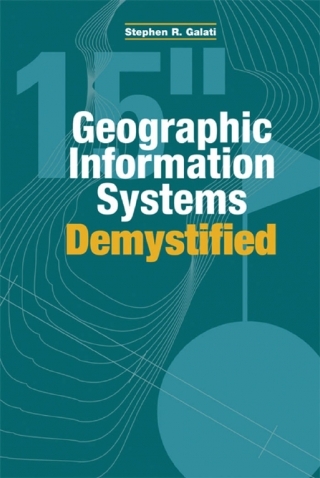 Stephen R. Galati
15"
Geographic
Information
Systems
Demystified